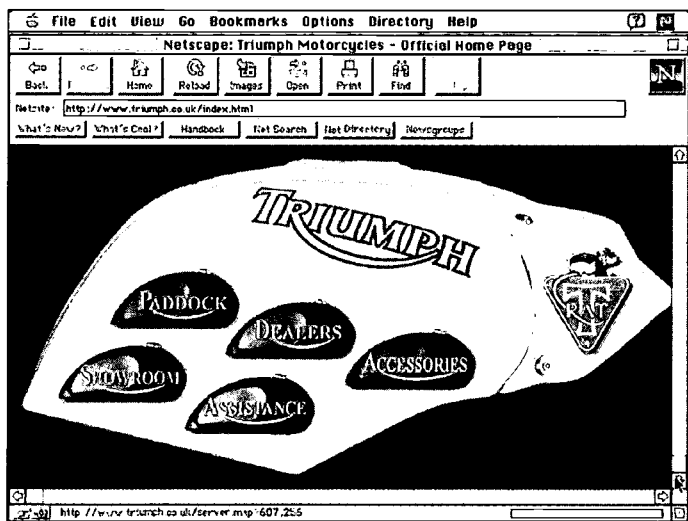 File Edit View Go Bookmarks Options Directory Help
Netscape: Triumph Motorcycles - Official Home Page
Back Home Reload Images Open Print Find
Netsite: http://www.triumph.co.uk/index.html
What's New? What's Cool? Handbook Net Search Net Directory Newsgroups
TRIUMPH
PADDOCK
DEALERS
RAT
ACCESSORIES
SHOWROOM
ASSISTANCE
http://www.triumph.co.uk/server.map?607,255